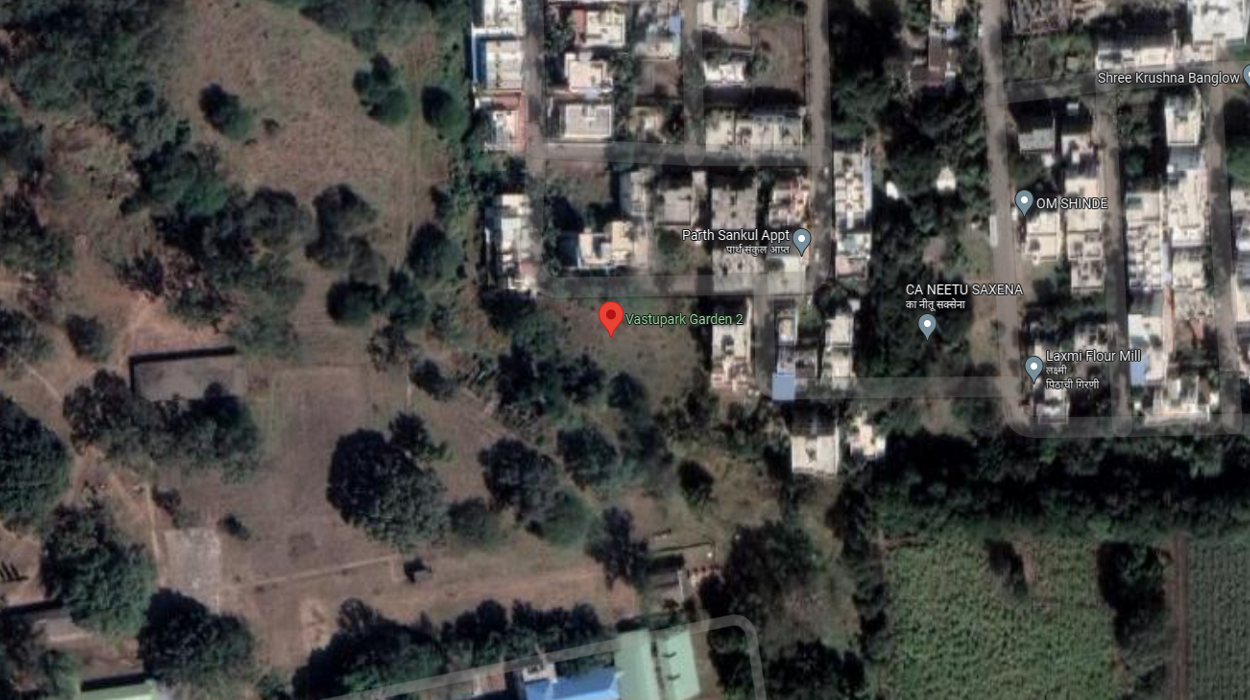 Shree Krushna Banglow
OM SHINDE
Parth Sankul Appt
पार्थ संकुल आप्त
CA NEETU SAXENA
का नीतू सक्सेना
Vastupark Garden 2
Laxmi Flour Mill
लक्ष्मी
पिठाची गिरणी